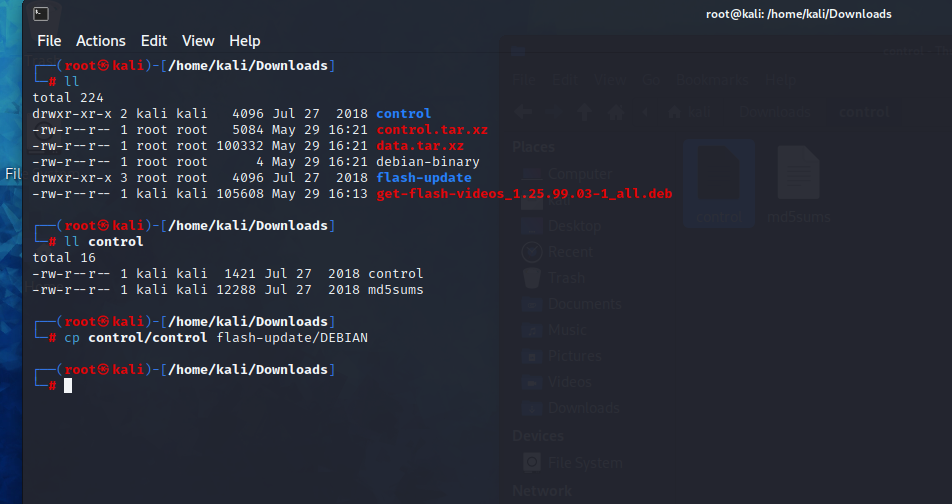 root@kali: /home/kali/Downloads
File Actions Edit View Help
┌──(root㉿kali)-[/home/kali/Downloads]
└─# ll
total 224
drwxr-xr-x 2 kali kali   4096 Jul 27  2018 control
-rw-r--r-- 1 root root   5084 May 29 16:21 control.tar.xz
-rw-r--r-- 1 root root 100332 May 29 16:21 data.tar.xz
-rw-r--r-- 1 root root      4 May 29 16:21 debian-binary
drwxr-xr-x 3 root root   4096 Jul 27  2018 flash-update
-rw-r--r-- 1 kali kali 105608 May 29 16:13 get-flash-videos_1.25.99.03-1_all.deb
┌──(root㉿kali)-[/home/kali/Downloads]
└─# ll control
total 16
-rw-r--r-- 1 kali kali  1421 Jul 27  2018 control
-rw-r--r-- 1 kali kali 12288 Jul 27  2018 md5sums
┌──(root㉿kali)-[/home/kali/Downloads]
└─# cp control/control flash-update/DEBIAN
┌──(root㉿kali)-[/home/kali/Downloads]
└─#
Fil
File Edit View Go Bookmarks Help
kali Downloads control
Places
Computer
Desktop
Recent
Trash
Documents
Music
Pictures
Videos
Downloads
Devices
File System
Network
control
md5sums